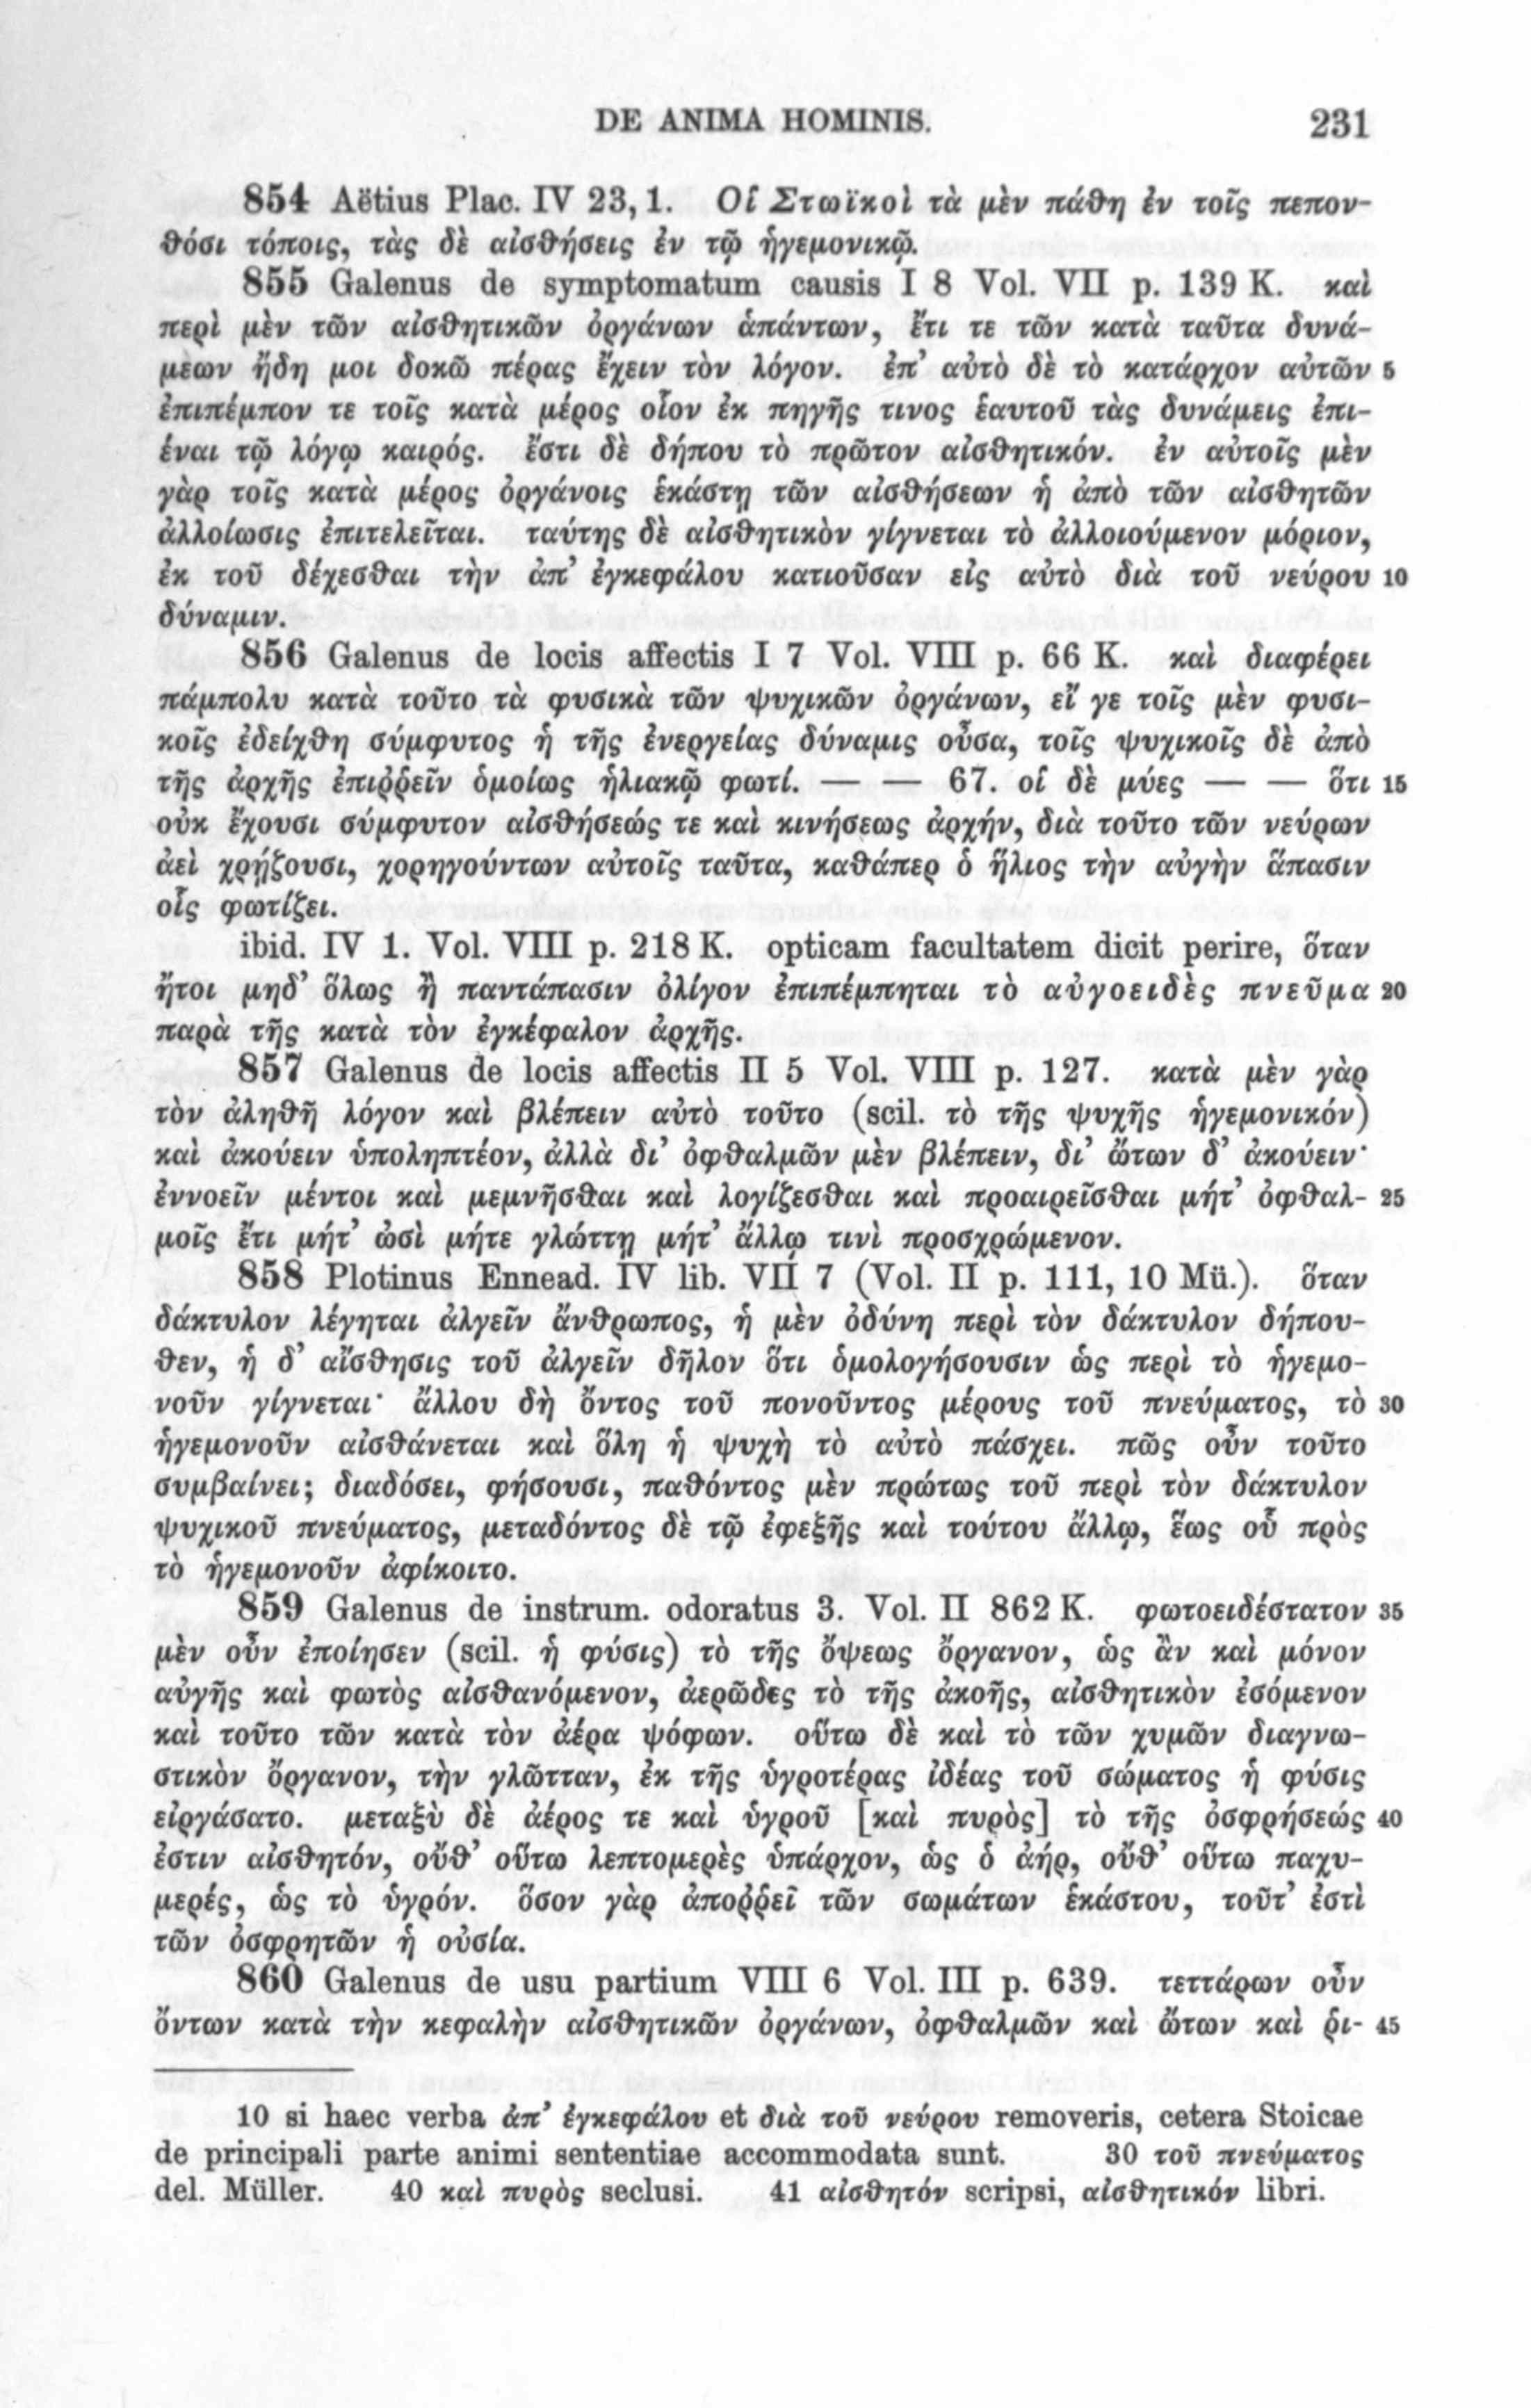 DE ANIMA HOMINIS. 231
854 Aëtius Plac. IV 23, 1. Οἱ Στωϊκοὶ τὰ μὲν πάθη ἐν τοῖς πεπον-
θόσι τόποις, τὰς δὲ αἰσθήσεις ἐν τῷ ἡγεμονικῷ.
855 Galenus de symptomatum causis I 8 Vol. VII p. 139 K. καὶ
περὶ μὲν τῶν αἰσθητικῶν ὀργάνων ἁπάντων, ἔτι τε τῶν κατὰ ταῦτα δυνά-
μεων ἤδη μοι δοκῶ πέρας ἔχειν τὸν λόγον. ἐπ’ αὐτὸ δὲ τὸ κατάρχον αὐτῶν 5
ἐπιπέμπον τε τοῖς κατὰ μέρος οἷον ἐκ πηγῆς τινος ἑαυτοῦ τὰς δυνάμεις ἐπι-
έναι τῷ λόγῳ καιρός. ἔστι δὲ δήπου τὸ πρῶτον αἰσθητικόν. ἐν αὐτοῖς μὲν
γὰρ τοῖς κατὰ μέρος ὀργάνοις ἑκάστῃ τῶν αἰσθήσεων ἡ ἀπὸ τῶν αἰσθητῶν
ἀλλοίωσις ἐπιτελεῖται. ταύτης δὲ αἰσθητικὸν γίγνεται τὸ ἀλλοιούμενον μόριον,
ἐκ τοῦ δέχεσθαι τὴν ἀπ’ ἐγκεφάλου κατιοῦσαν εἰς αὐτὸ διὰ τοῦ νεύρου 10
δύναμιν.
856 Galenus de locis affectis I 7 Vol. VIII p. 66 K. καὶ διαφέρει
πάμπολυ κατὰ τοῦτο τὰ φυσικὰ τῶν ψυχικῶν ὀργάνων, εἴ γε τοῖς μὲν φυσι-
κοῖς ἐδείχθη σύμφυτος ἡ τῆς ἐνεργείας δύναμις οὖσα, τοῖς ψυχικοῖς δὲ ἀπὸ
τῆς ἀρχῆς ἐπιῤῥεῖν ὁμοίως ἡλιακῷ φωτί. — — 67. οἱ δὲ μύες — — ὅτι 15
οὐκ ἔχουσι σύμφυτον αἰσθήσεώς τε καὶ κινήσεως ἀρχήν, διὰ τοῦτο τῶν νεύρων
ἀεὶ χρῄζουσι, χορηγούντων αὐτοῖς ταῦτα, καθάπερ ὁ ἥλιος τὴν αὐγὴν ἅπασιν
οἷς φωτίζει.
ibid. IV 1. Vol. VIII p. 218 K. opticam facultatem dicit perire, ὅταν
ἤτοι μηδ’ ὅλως ἢ παντάπασιν ὀλίγον ἐπιπέμπηται τὸ αὐγοειδὲς πνεῦμα 20
παρὰ τῆς κατὰ τὸν ἐγκέφαλον ἀρχῆς.
857 Galenus de locis affectis II 5 Vol. VIII p. 127. κατὰ μὲν γὰρ
τὸν ἀληθῆ λόγον καὶ βλέπειν αὐτὸ τοῦτο (scil. τὸ τῆς ψυχῆς ἡγεμονικόν)
καὶ ἀκούειν ὑποληπτέον, ἀλλὰ δι’ ὀφθαλμῶν μὲν βλέπειν, δι’ ὤτων δ’ ἀκούειν·
ἐννοεῖν μέντοι καὶ μεμνῆσθαι καὶ λογίζεσθαι καὶ προαιρεῖσθαι μήτ’ ὀφθαλ- 25
μοῖς ἔτι μήτ’ ὠσὶ μήτε γλώττῃ μήτ’ ἄλλῳ τινὶ προσχρώμενον.
858 Plotinus Ennead. IV lib. VII 7 (Vol. II p. 111, 10 Mü.). ὅταν
δάκτυλον λέγηται ἀλγεῖν ἄνθρωπος, ἡ μὲν ὀδύνη περὶ τὸν δάκτυλον δήπου-
θεν, ἡ δ’ αἴσθησις τοῦ ἀλγεῖν δῆλον ὅτι ὁμολογήσουσιν ὡς περὶ τὸ ἡγεμο-
νοῦν γίγνεται· ἄλλου δὴ ὄντος τοῦ πονοῦντος μέρους τοῦ πνεύματος, τὸ 30
ἡγεμονοῦν αἰσθάνεται καὶ ὅλη ἡ ψυχὴ τὸ αὐτὸ πάσχει. πῶς οὖν τοῦτο
συμβαίνει; διαδόσει, φήσουσι, παθόντος μὲν πρώτως τοῦ περὶ τὸν δάκτυλον
ψυχικοῦ πνεύματος, μεταδόντος δὲ τῷ ἐφεξῆς καὶ τούτου ἄλλῳ, ἕως οὗ πρὸς
τὸ ἡγεμονοῦν ἀφίκοιτο.
859 Galenus de instrum. odoratus 3. Vol. II 862 K. φωτοειδέστατον 35
μὲν οὖν ἐποίησεν (scil. ἡ φύσις) τὸ τῆς ὄψεως ὄργανον, ὡς ἂν καὶ μόνον
αὐγῆς καὶ φωτὸς αἰσθανόμενον, ἀερῶδες τὸ τῆς ἀκοῆς, αἰσθητικὸν ἐσόμενον
καὶ τοῦτο τῶν κατὰ τὸν ἀέρα ψόφων. οὕτω δὲ καὶ τὸ τῶν χυμῶν διαγνω-
στικὸν ὄργανον, τὴν γλῶτταν, ἐκ τῆς ὑγροτέρας ἰδέας τοῦ σώματος ἡ φύσις
εἰργάσατο. μεταξὺ δὲ ἀέρος τε καὶ ὑγροῦ [καὶ πυρὸς] τὸ τῆς ὀσφρήσεώς 40
ἐστιν αἰσθητόν, οὔθ’ οὕτω λεπτομερὲς ὑπάρχον, ὡς ὁ ἀήρ, οὔθ’ οὕτω παχυ-
μερές, ὡς τὸ ὑγρόν. ὅσον γὰρ ἀποῤῥεῖ τῶν σωμάτων ἑκάστου, τοῦτ’ ἐστὶ
τῶν ὀσφρητῶν ἡ οὐσία.
860 Galenus de usu partium VIII 6 Vol. III p. 639. τεττάρων οὖν
ὄντων κατὰ τὴν κεφαλὴν αἰσθητικῶν ὀργάνων, ὀφθαλμῶν καὶ ὤτων καὶ ῥι- 45
10 si haec verba ἀπ’ ἐγκεφάλου et διὰ τοῦ νεύρου removeris, cetera Stoicae
de principali parte animi sententiae accommodata sunt. 30 τοῦ πνεύματος
del. Müller. 40 καὶ πυρὸς seclusi. 41 αἰσθητόν scripsi, αἰσθητικόν libri.